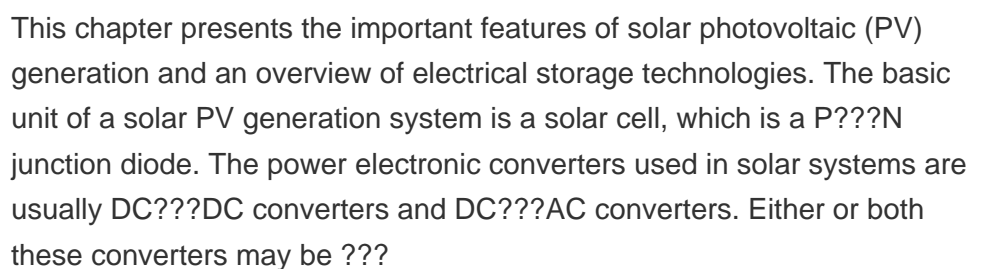 This chapter presents the important features of solar photovoltaic (PV)
generation and an overview of electrical storage technologies. The basic
unit of a solar PV generation system is a solar cell, which is a P???N
junction diode. The power electronic converters used in solar systems are
usually DC???DC converters and DC???AC converters. Either or both
these converters may be ???